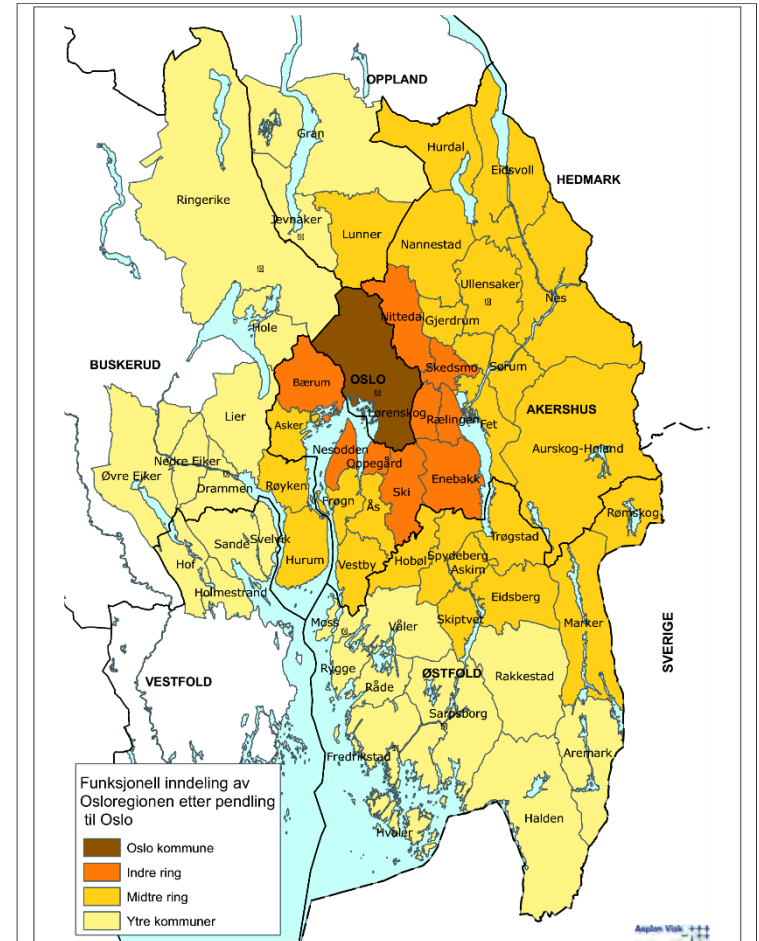 OPPLAND
Gran
Hurdal
Eidsvoll
HEDMARK
Ringerike
Jevnaker
Lunner
Nannestad
Ullensaker
Nes
Nittedal
Gjerdrum
Hole
BUSKERUD
Bærum
OSLO
Skedsmo
Sørum
Lier
Asker
Lørenskog
Rælingen
Fet
AKERSHUS
Nesodden
Oppegård
Aurskog-Høland
Øvre Eiker
Nedre Eiker
Drammen
Røyken
Frøgn
Ås
Ski
Enebakk
Rømskog
Hof
Sande
Svelvik
Hurum
Vestby
Hobøl
Spydeberg
Askim
Trøgstad
Holmestrand
Eidsberg
Moss
Våler
Skiptvet
Marker
SVERIGE
VESTFOLD
Rygge
Råde
ØSTFOLD
Rakkestad
Sarpsborg
Aremark
Fredrikstad
Halden
Hvaler
Funksjonell inndeling av
Osloregionen etter pendling
til Oslo
Oslo kommune
Indre ring
Midtre ring
Ytre kommuner
Asplan Viak